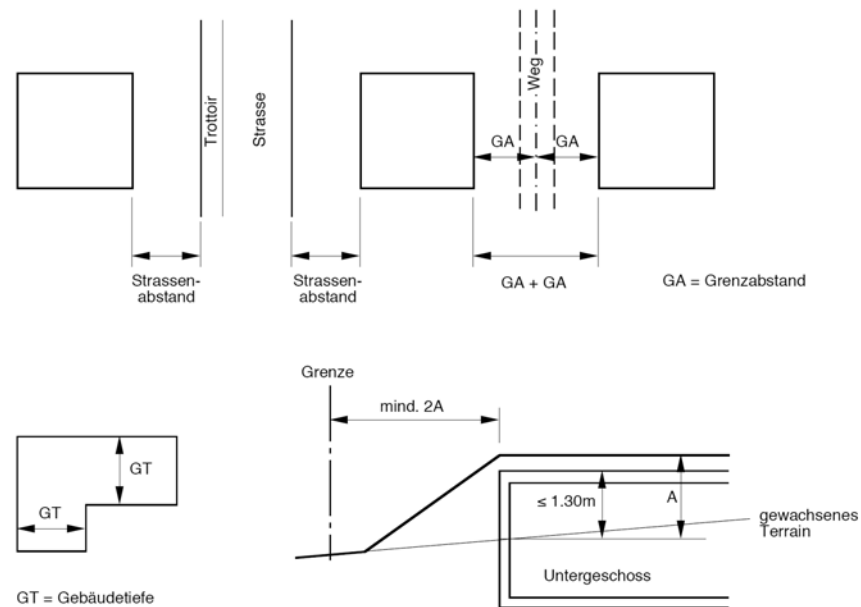 Trottoir
Strasse
Weg
GA
GA
Strassen-
abstand
Strassen-
abstand
GA + GA
GA = Grenzabstand
Grenze
mind. 2A
GT
GT
≤ 1.30m
A
gewachsenes
Terrain
Untergeschoss
GT = Gebäudetiefe